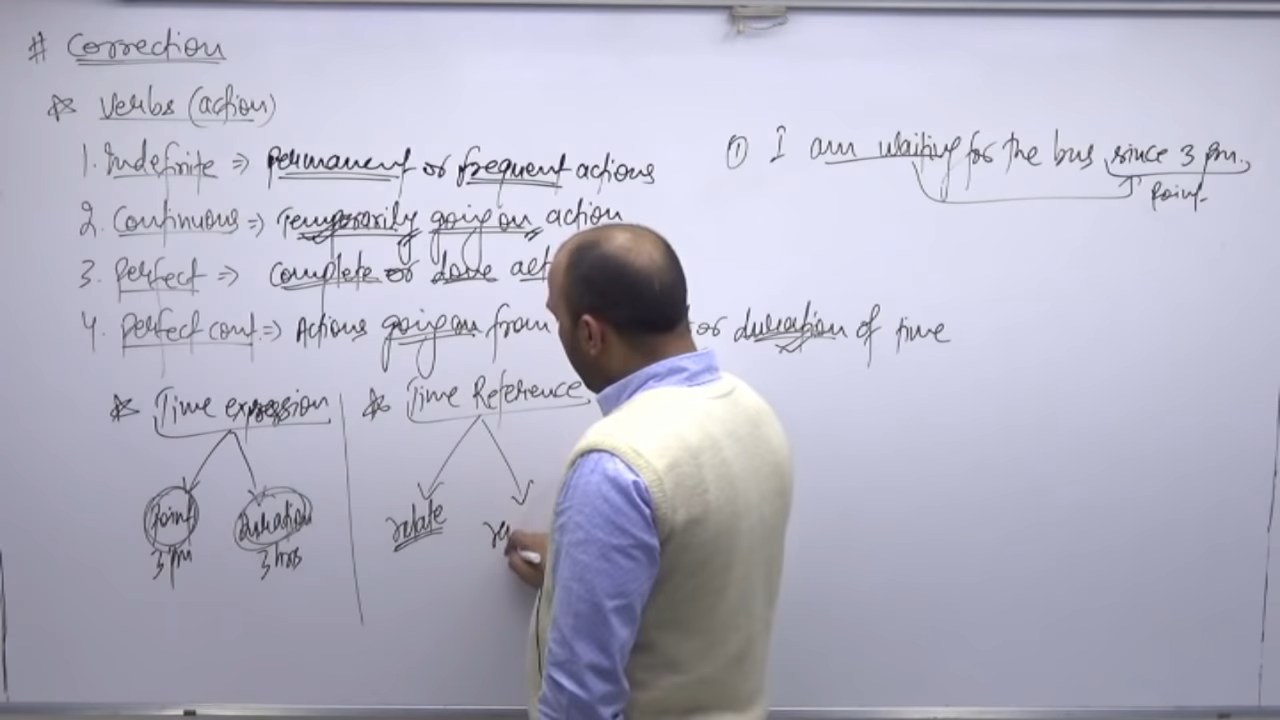 # Correction
☆ Verbs (action)
1. Indefinite => Permanent or frequent actions
2. Continuous => Temporarily going on action
3. Perfect => complete or done act
4. Perfect cont. => Actions going on from or duration of time
☆ Time expression
Point
3 pm
Duration
3 hrs
☆ Time Reference
relate
① I am waiting for the bus since 3 pm.
Point